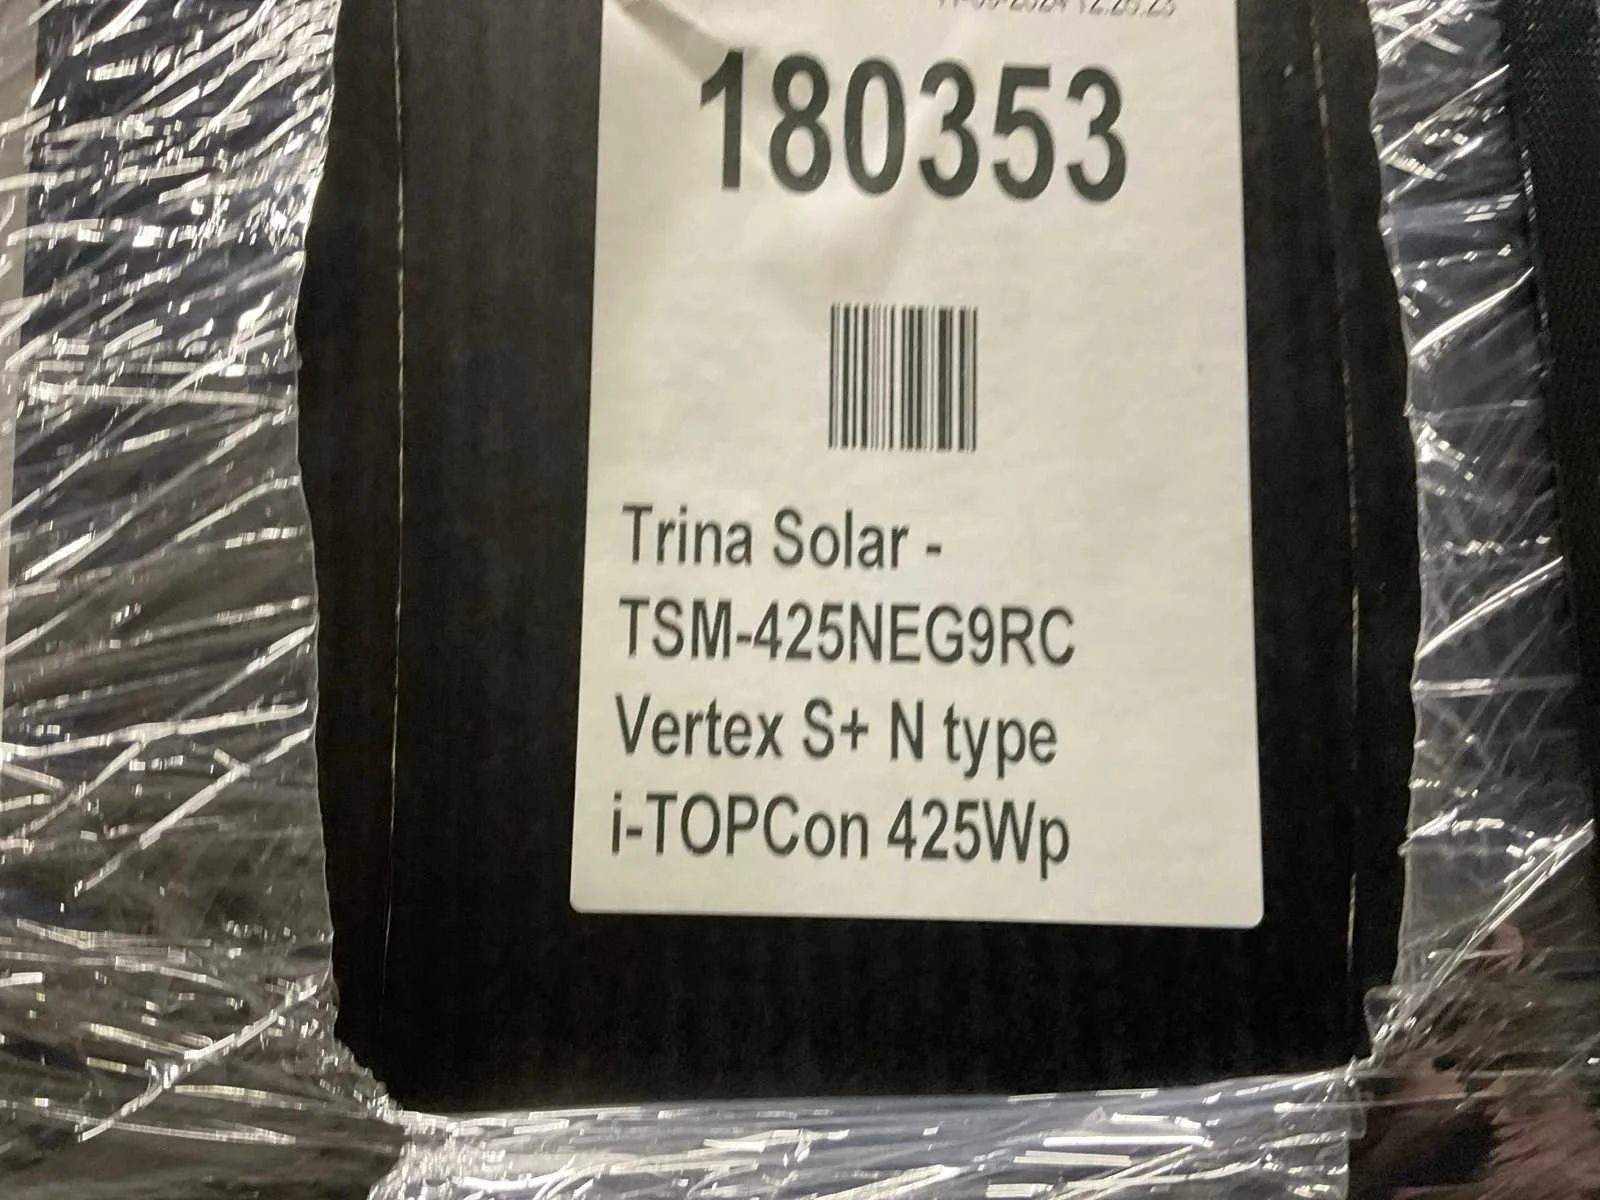 180353
Trina Solar -
TSM-425NEG9RC
Vertex S+ N type
i-TOPCon 425Wp